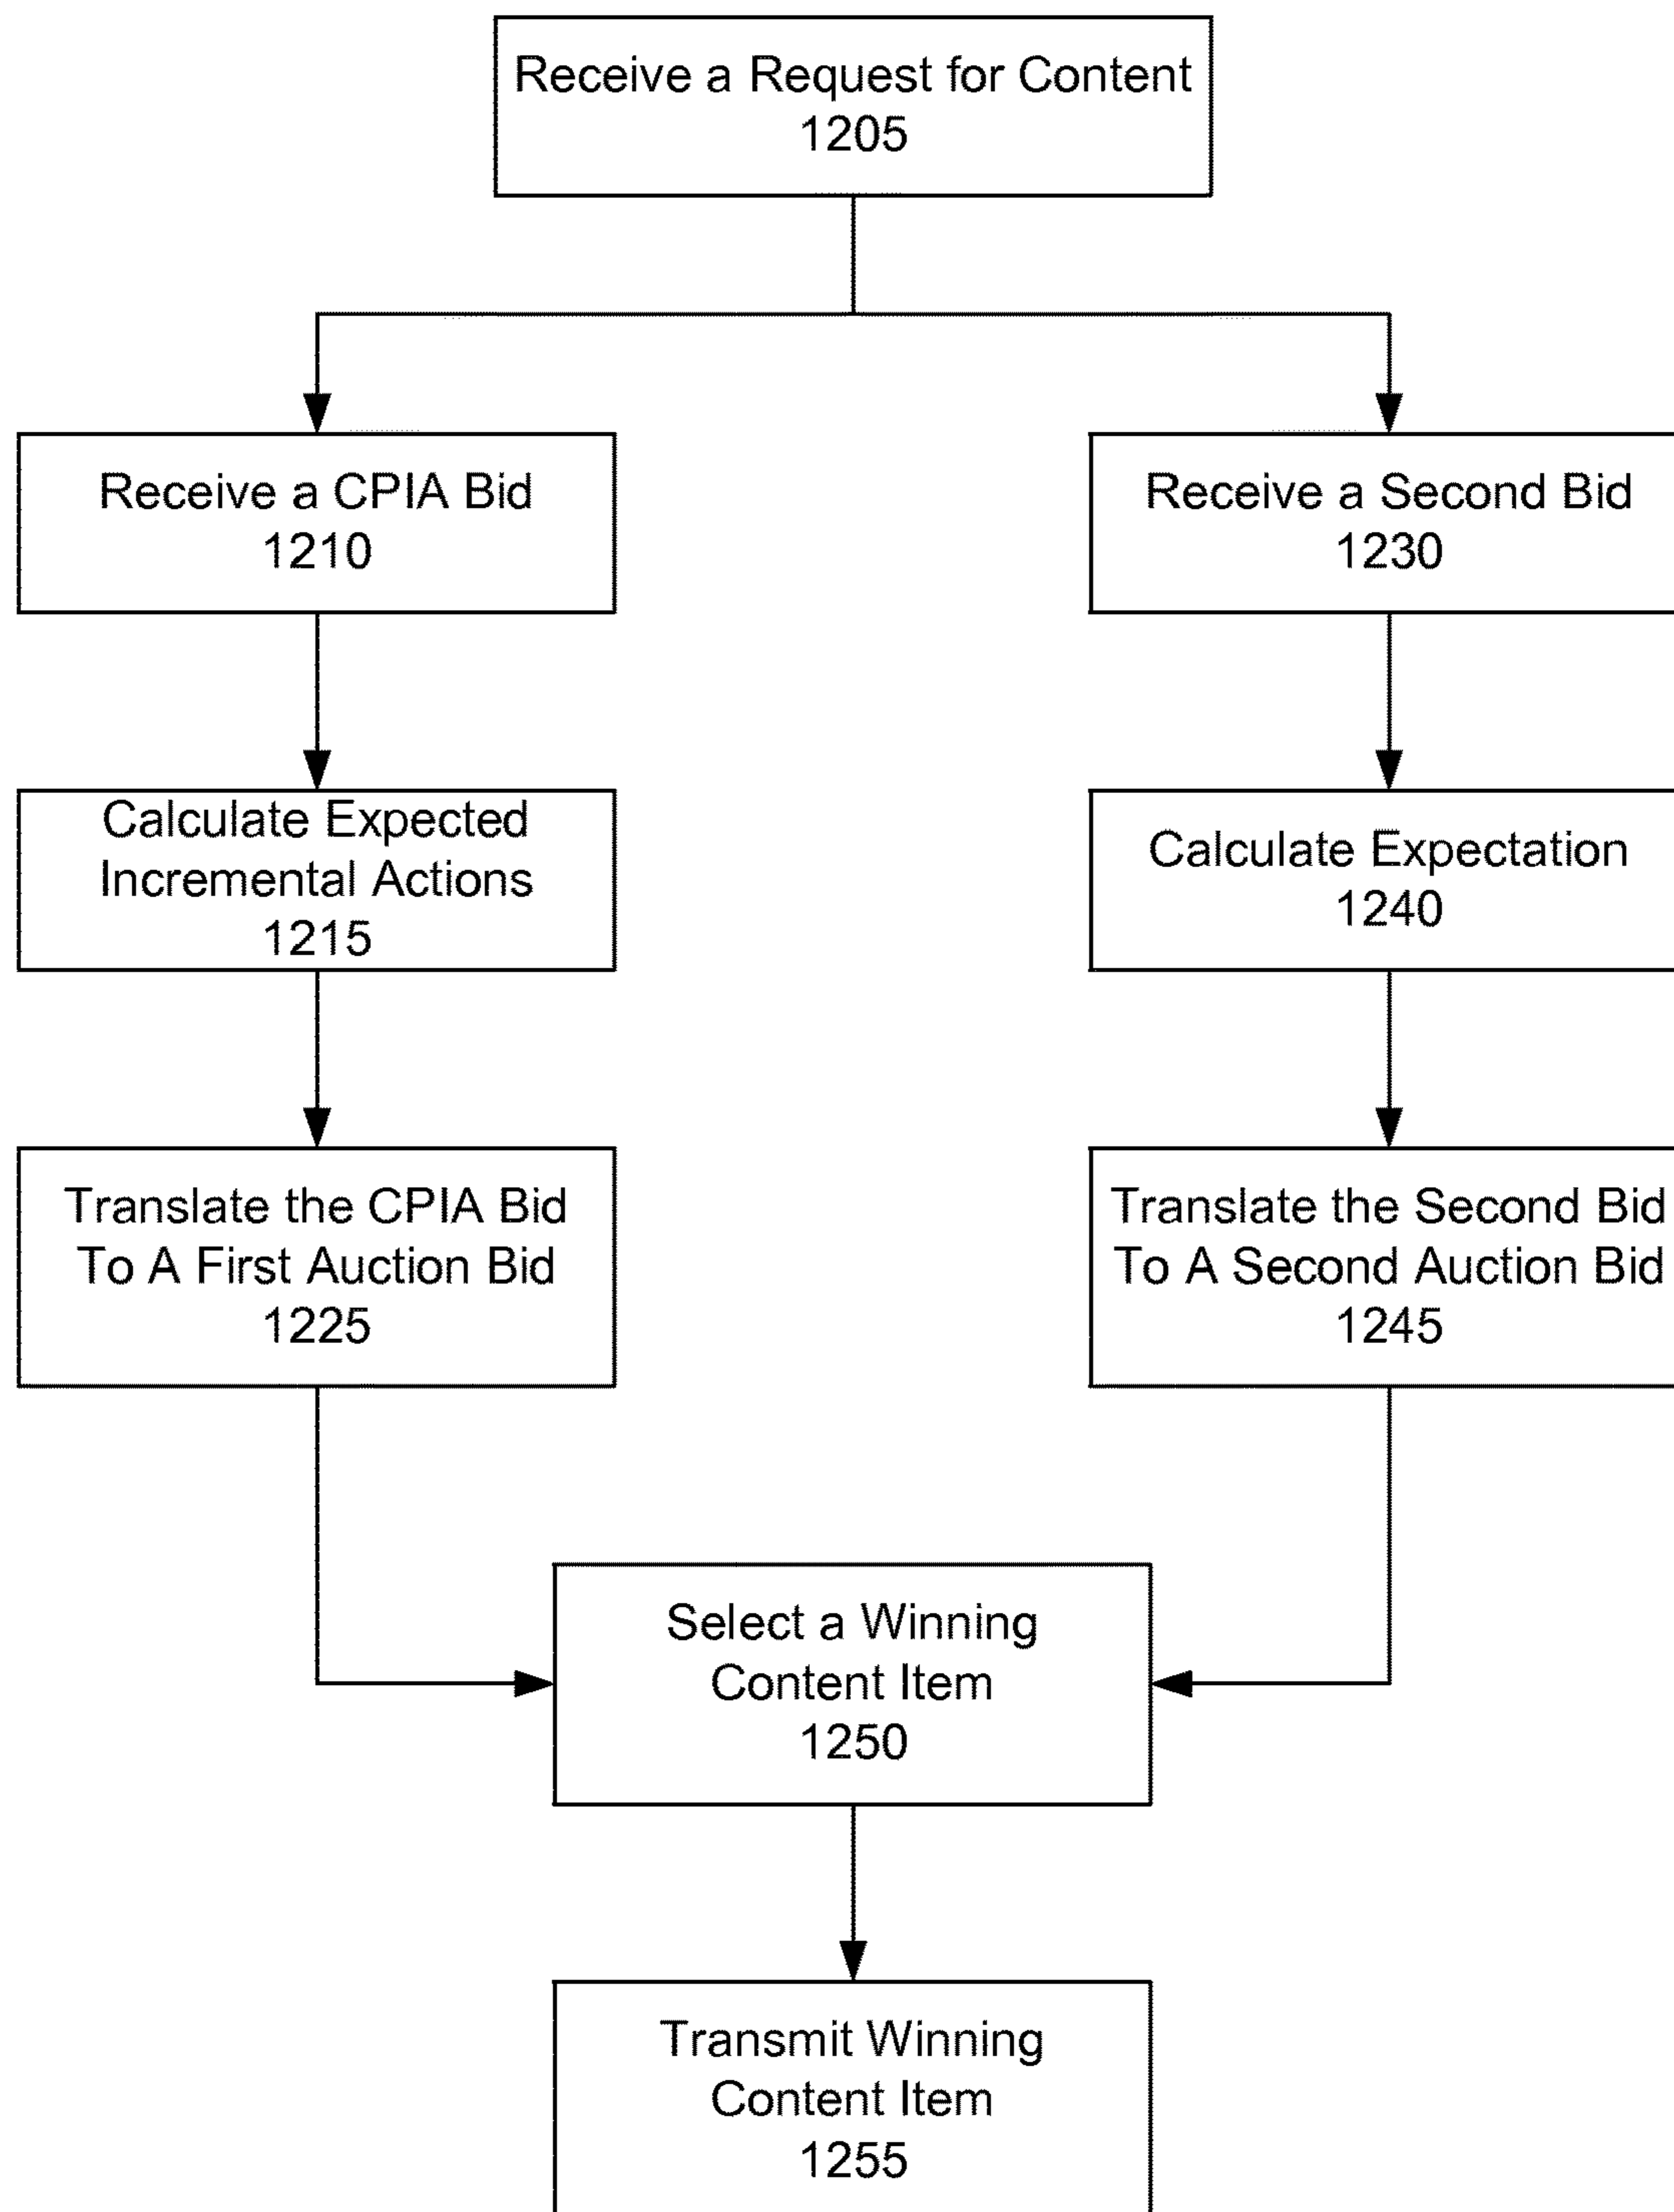 Receive a Request for Content
1205
Receive a CPIA Bid
1210
Receive a Second Bid
1230
Calculate Expected
Incremental Actions
1215
Calculate Expectation
1240
Translate the CPIA Bid
To A First Auction Bid
1225
Translate the Second Bid
To A Second Auction Bid
1245
Select a Winning
Content Item
1250
Transmit Winning
Content Item
1255